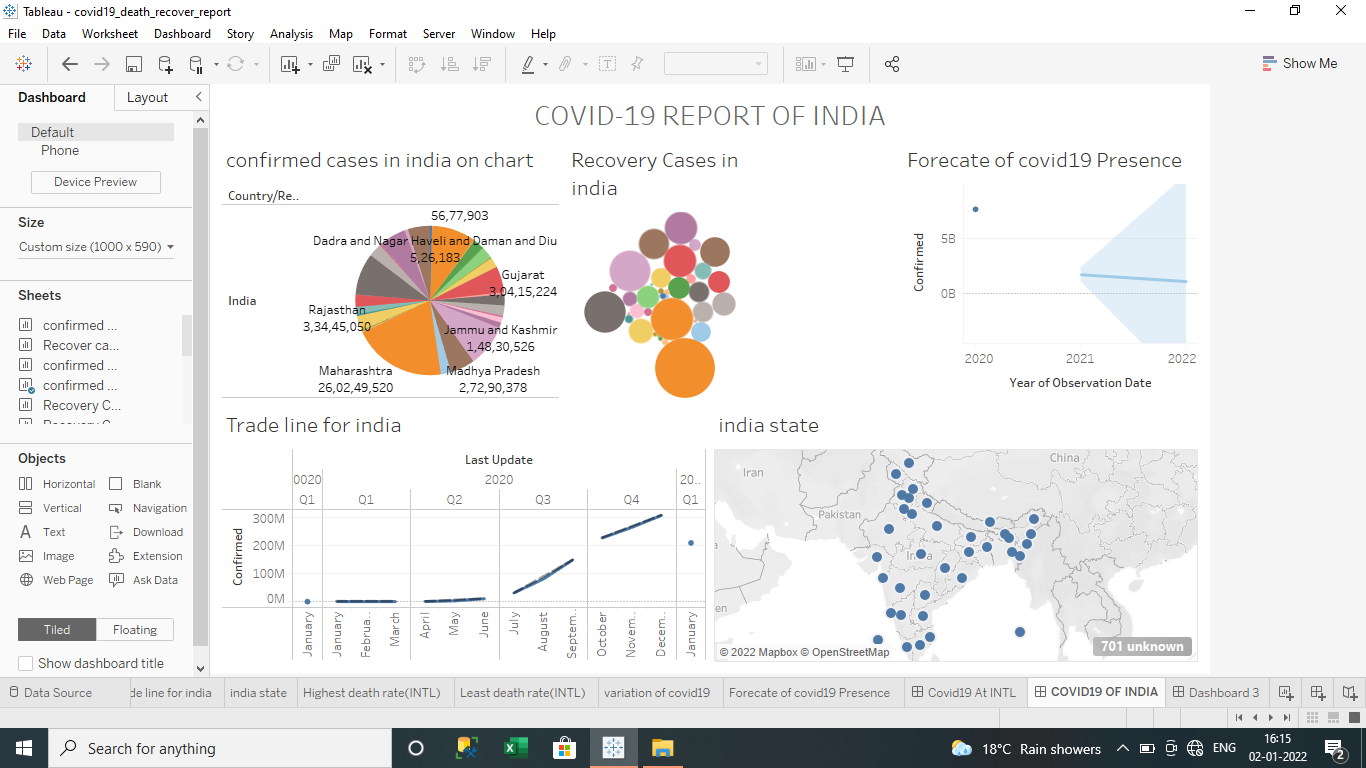 Tableau - covid19_death_recover_report
File Data Worksheet Dashboard Story Analysis Map Format Server Window Help
Show Me
Dashboard Layout
Default
Phone
Device Preview
Size
Custom size (1000 x 590)
Sheets
confirmed ...
Recover ca...
confirmed ...
confirmed ...
Recovery C...
Objects
Horizontal Blank
Vertical Navigation
Text Download
Image Extension
Web Page Ask Data
Tiled Floating
Show dashboard title
COVID-19 REPORT OF INDIA
confirmed cases in india on chart
Country/Re..
India
56,77,903
Dadra and Nagar Haveli and Daman and Diu
5,26,183
Gujarat
3,04,15,224
Rajasthan
3,34,45,050
Jammu and Kashmir
1,48,30,526
Maharashtra
26,02,49,520
Madhya Pradesh
2,72,90,378
Recovery Cases in
india
Forecate of covid19 Presence
Confirmed
5B
0B
2020 2021 2022
Year of Observation Date
Trade line for india
Last Update
0020 2020 20..
Q1 Q1 Q2 Q3 Q4 Q1
Confirmed
300M
200M
100M
0M
January January Februa.. March April May June July August Septem.. October Novem.. Decem.. January
india state
Iran
China
Pakistan
India
© 2022 Mapbox © OpenStreetMap
701 unknown
Data Source de line for india india state Highest death rate(INTL) Least death rate(INTL) variation of covid19 Forecate of covid19 Presence Covid19 At INTL COVID19 OF INDIA Dashboard 3
Search for anything
18°C Rain showers ENG
16:15
02-01-2022
2